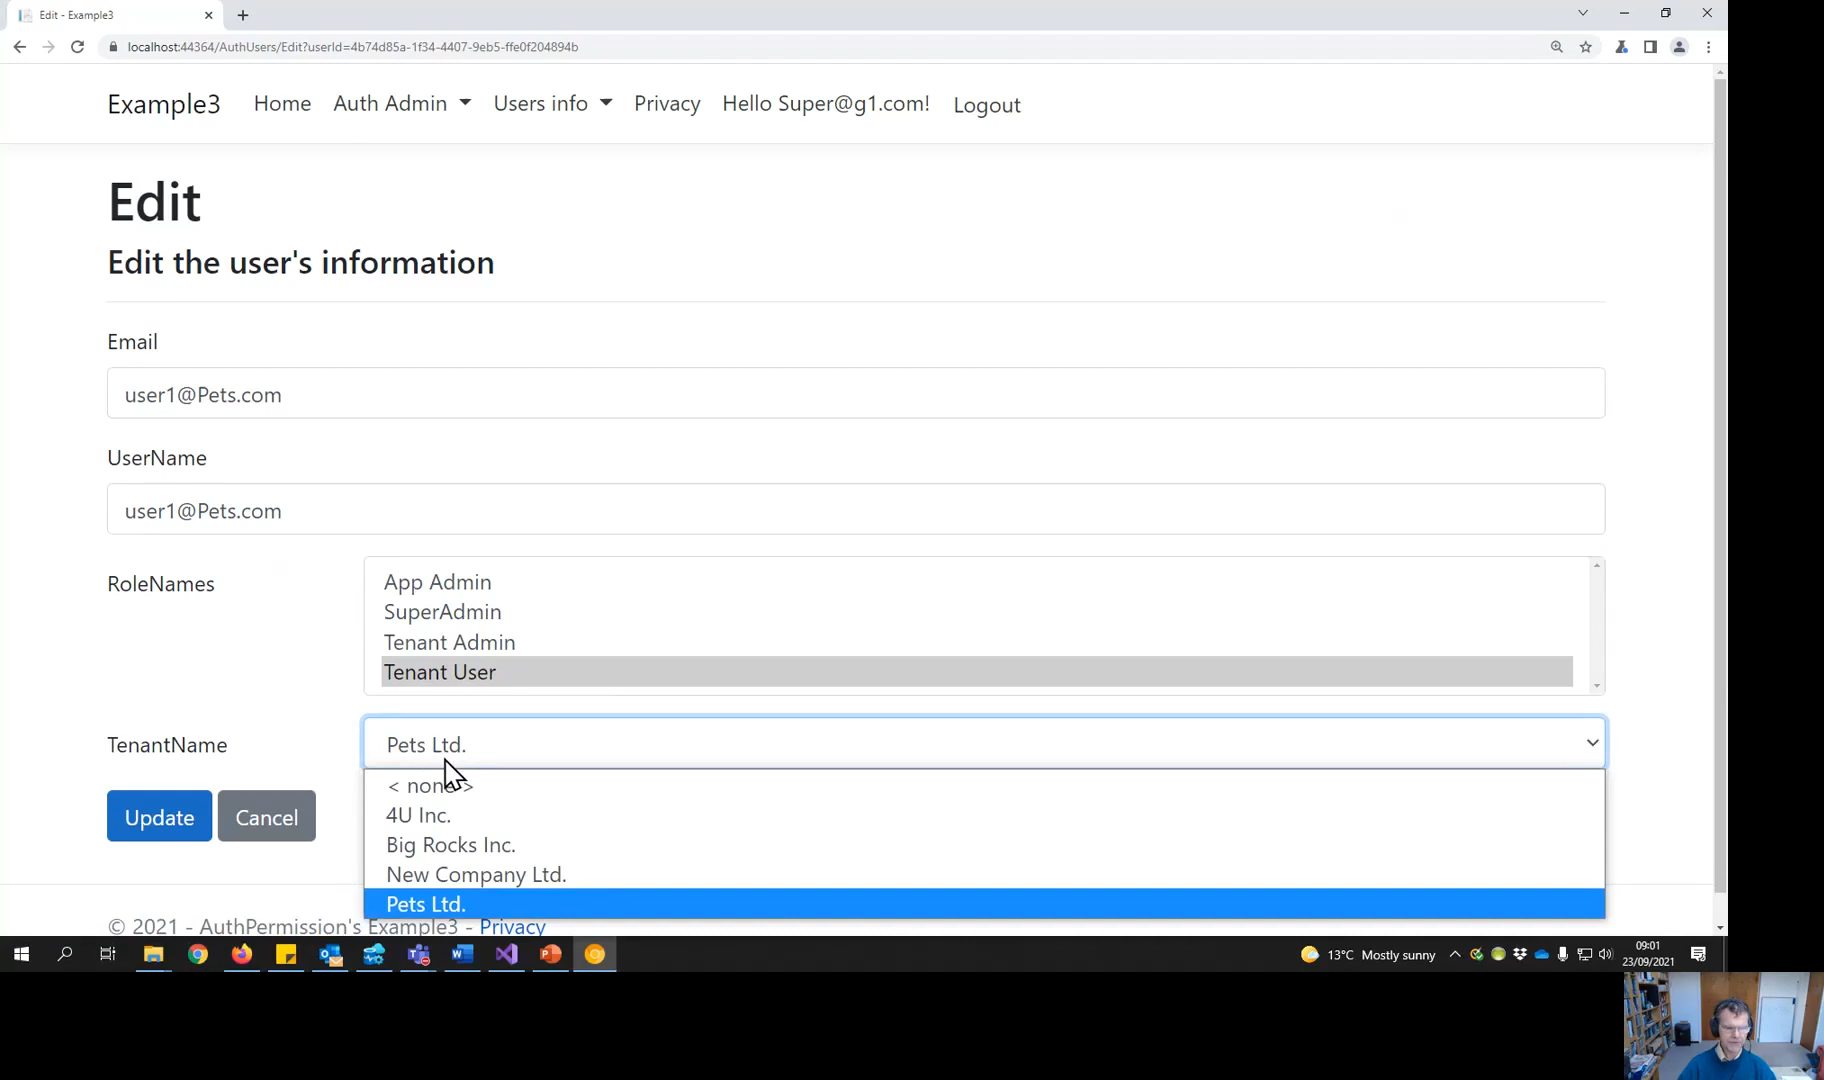 Edit - Example3
localhost:44364/AuthUsers/Edit?userId=4b74d85a-1f34-4407-9eb5-ffe0f204894b
Example3 Home Auth Admin Users info Privacy Hello Super@g1.com! Logout
Edit
Edit the user's information
Email
user1@Pets.com
UserName
user1@Pets.com
RoleNames
App Admin
SuperAdmin
Tenant Admin
Tenant User
TenantName
Pets Ltd.
< none >
4U Inc.
Big Rocks Inc.
New Company Ltd.
Pets Ltd.
Update Cancel
© 2021 - AuthPermission's Example3 - Privacy
13°C Mostly sunny
09:01
23/09/2021